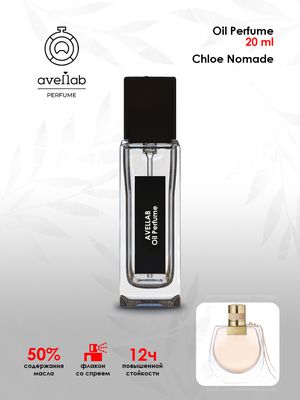 avellab
PERFUME
Oil Perfume
20 ml
Chloe Nomade
AVELLAB
Oil Perfume
50%
содержания
масла
флакон
со спреем
12ч
повышенной
стойкости